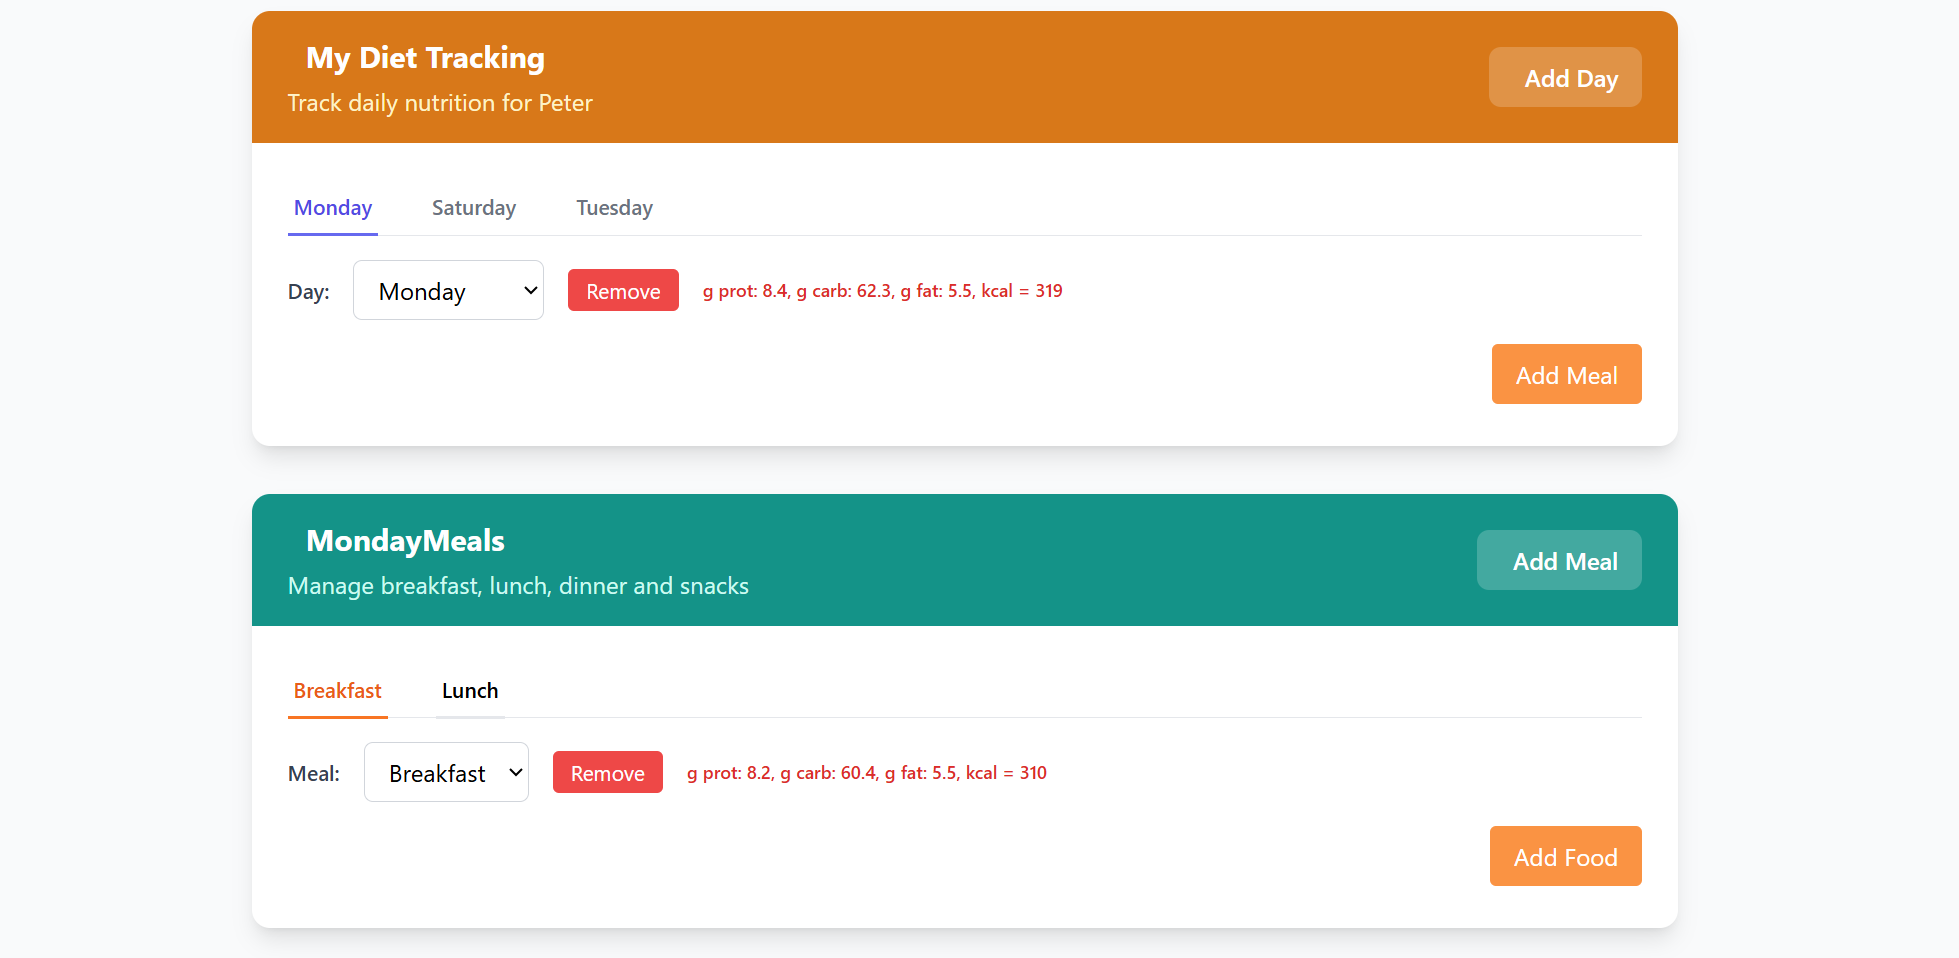 My Diet Tracking
Track daily nutrition for Peter
Add Day
Monday Saturday Tuesday
Day: Monday Remove g prot: 8.4, g carb: 62.3, g fat: 5.5, kcal = 319
Add Meal
MondayMeals
Manage breakfast, lunch, dinner and snacks
Add Meal
Breakfast Lunch
Meal: Breakfast Remove g prot: 8.2, g carb: 60.4, g fat: 5.5, kcal = 310
Add Food